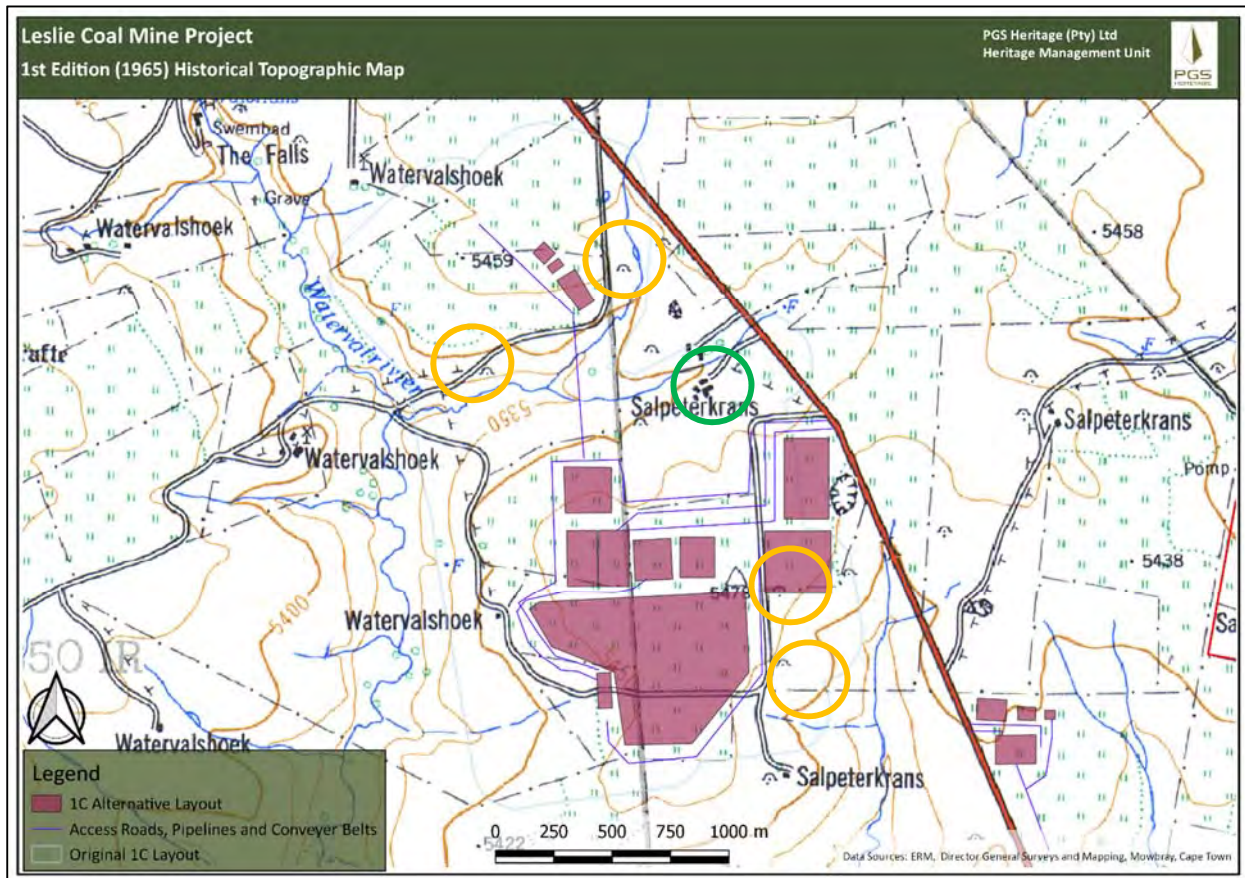 Leslie Coal Mine Project
1st Edition (1965) Historical Topographic Map
PGS Heritage (Pty) Ltd
Heritage Management Unit
PGS
HERITAGE
Swembad
The Falls
Watervalshoek
Grave
Watervalshoek
5459
5458
Watervalrivier
F
F
F
Salpeterkrans
5350
Salpeterkrans
Watervalshoek
Pomp
F
5438
5478
5400
Watervalshoek
Sa
50 IR
Watervalshoek
Salpeterkrans
Legend
1C Alternative Layout
Access Roads, Pipelines and Conveyer Belts
Original 1C Layout
5422
0 250 500 750 1000 m
Data Sources: ERM, Director General Surveys and Mapping, Mowbray, Cape Town